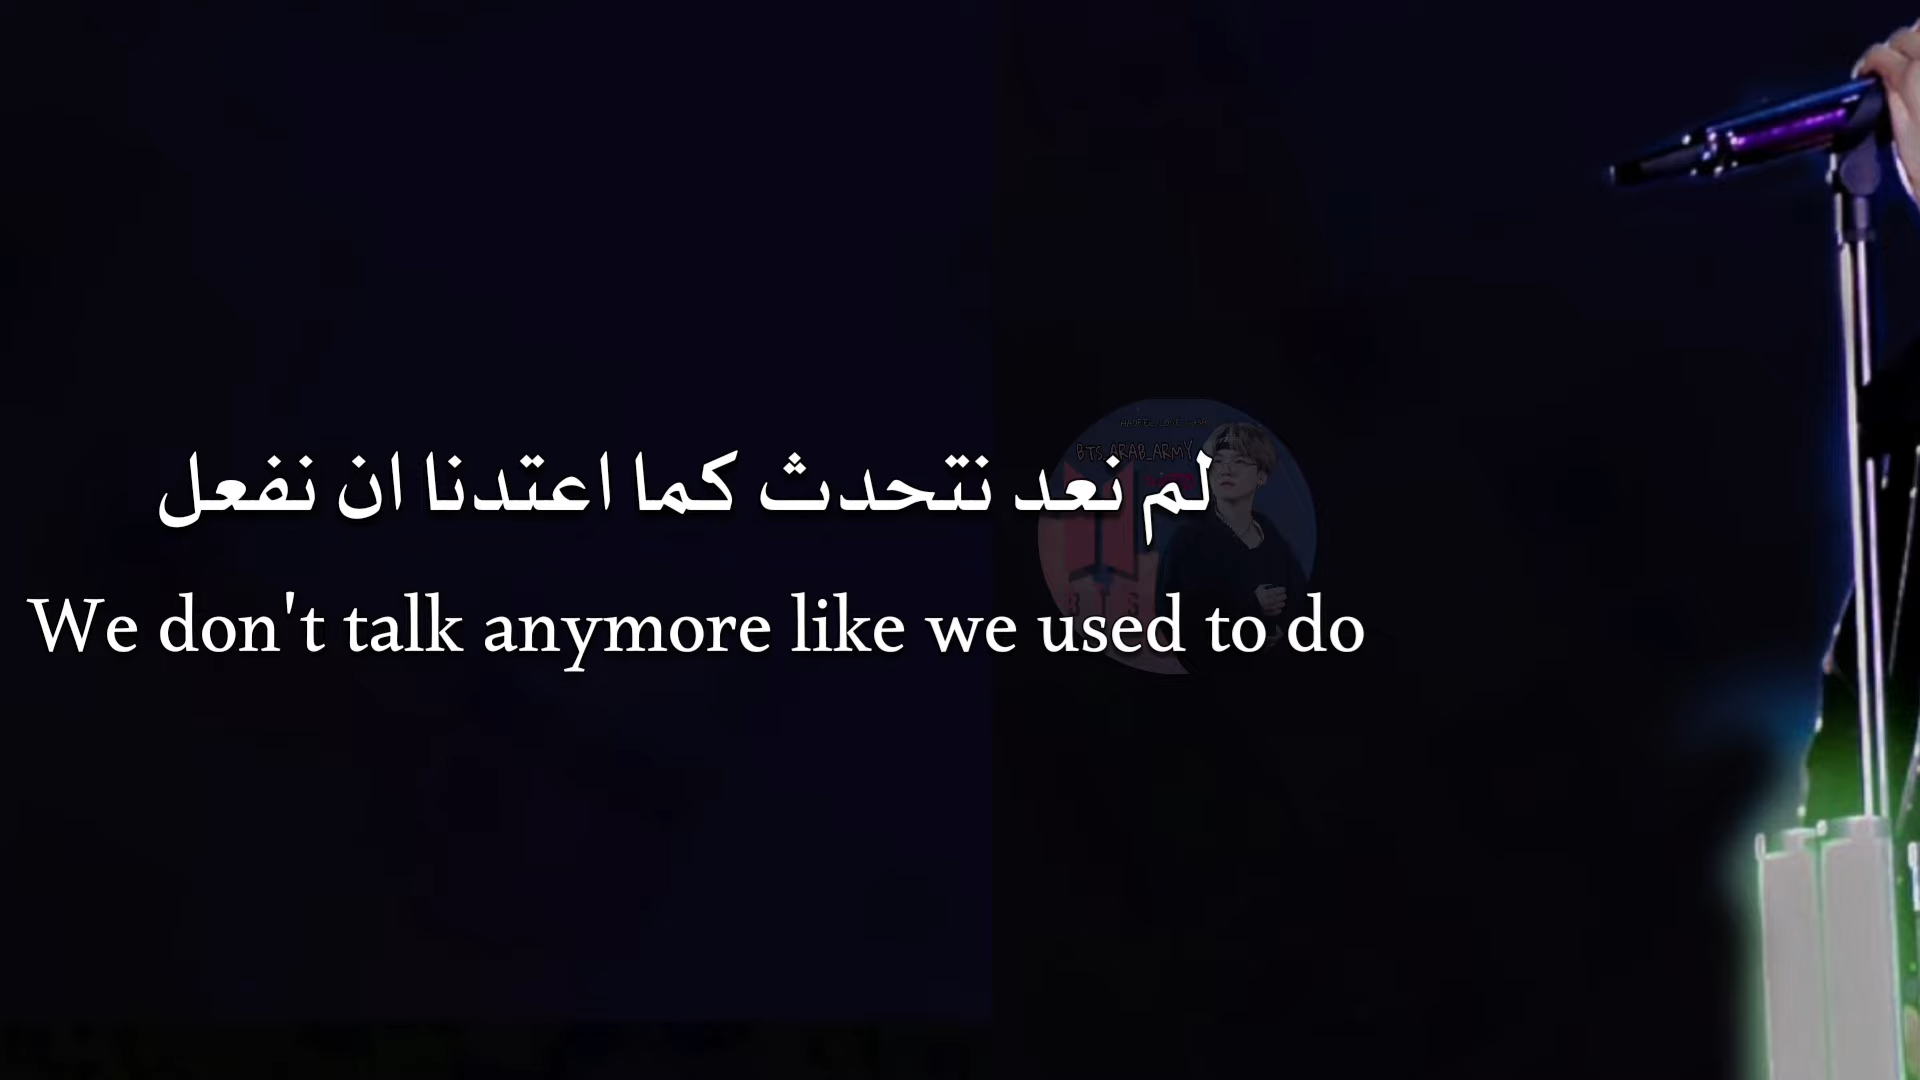 BTS_ARAB_ARMY
لم نعد نتحدث كما اعتدنا ان نفعل
We don't talk anymore like we used to do